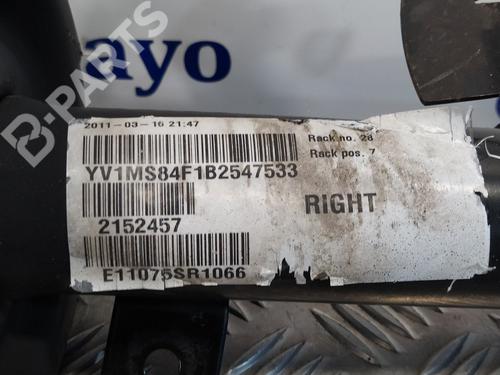 B-PARTS
ayo
2011-03-16 21:47
Rack no. 28
Rack pos. 7
YV1MS84F1B2547533
RIGHT
2152457
E11075SR1066